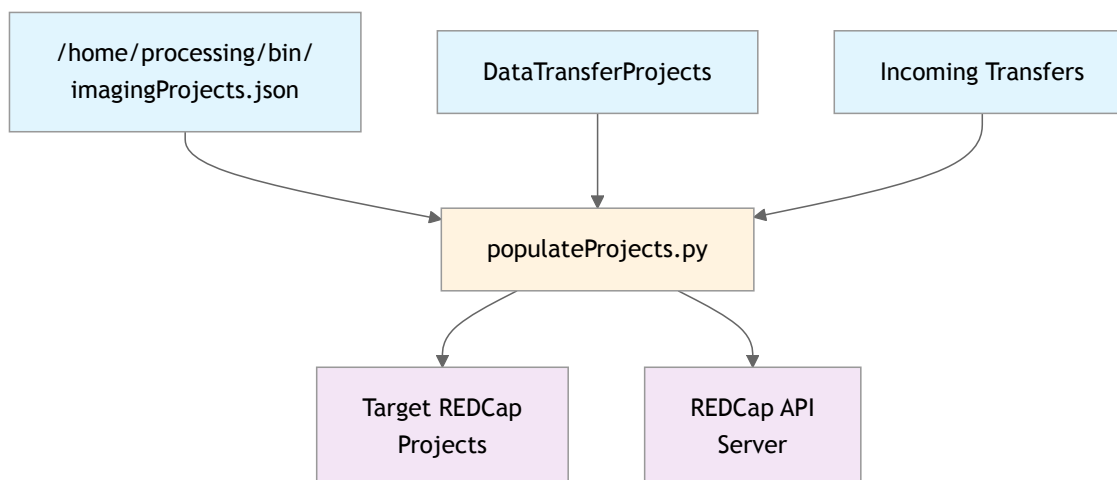 /home/processing/bin/
imagingProjects.json
DataTransferProjects
Incoming Transfers
populateProjects.py
Target REDCap
Projects
REDCap API
Server